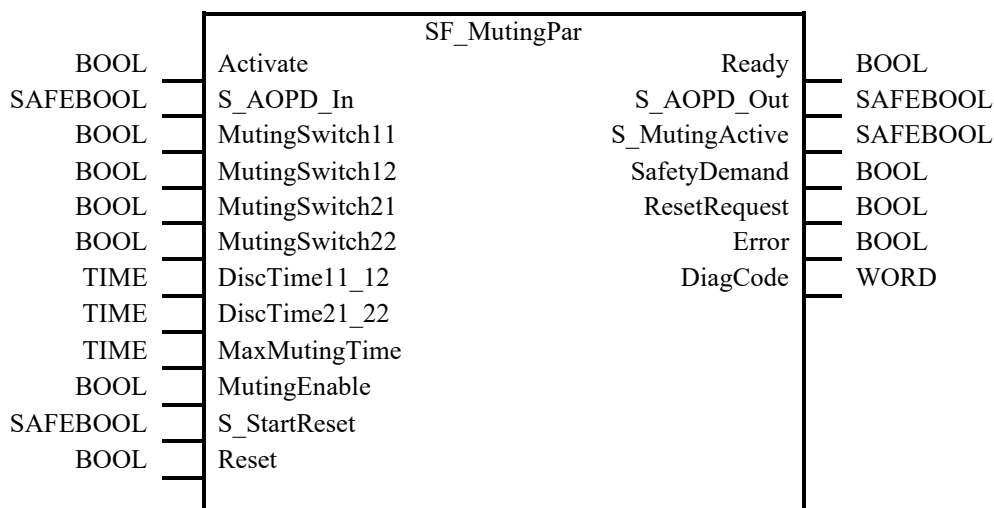 SF_MutingPar
BOOL Activate Ready BOOL
SAFEBOOL S_AOPD_In S_AOPD_Out SAFEBOOL
BOOL MutingSwitch11 S_MutingActive SAFEBOOL
BOOL MutingSwitch12 SafetyDemand BOOL
BOOL MutingSwitch21 ResetRequest BOOL
BOOL MutingSwitch22 Error BOOL
TIME DiscTime11_12 DiagCode WORD
TIME DiscTime21_22
TIME MaxMutingTime
BOOL MutingEnable
SAFEBOOL S_StartReset
BOOL Reset